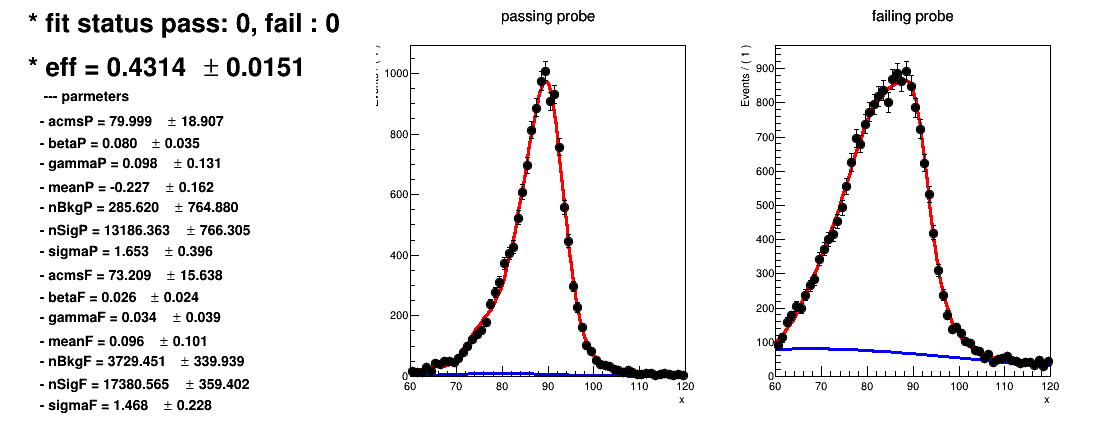 * fit status pass: 0, fail : 0
* eff = 0.4314 ± 0.0151
--- parmeters
- acmsP = 79.999 ± 18.907
- betaP = 0.080 ± 0.035
- gammaP = 0.098 ± 0.131
- meanP = -0.227 ± 0.162
- nBkgP = 285.620 ± 764.880
- nSigP = 13186.363 ± 766.305
- sigmaP = 1.653 ± 0.396
- acmsF = 73.209 ± 15.638
- betaF = 0.026 ± 0.024
- gammaF = 0.034 ± 0.039
- meanF = 0.096 ± 0.101
- nBkgF = 3729.451 ± 339.939
- nSigF = 17380.565 ± 359.402
- sigmaF = 1.468 ± 0.228
passing probe
1000
800
600
400
200
0
60 70 80 90 100 110 120
x
failing probe
Events / ( 1 )
900
800
700
600
500
400
300
200
100
0
60 70 80 90 100 110 120
x